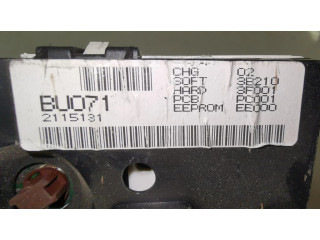 CHG 02
SOFT 3B210
HARD 3F001
PCB PC001
EEPROM EE000
BU071
2115131